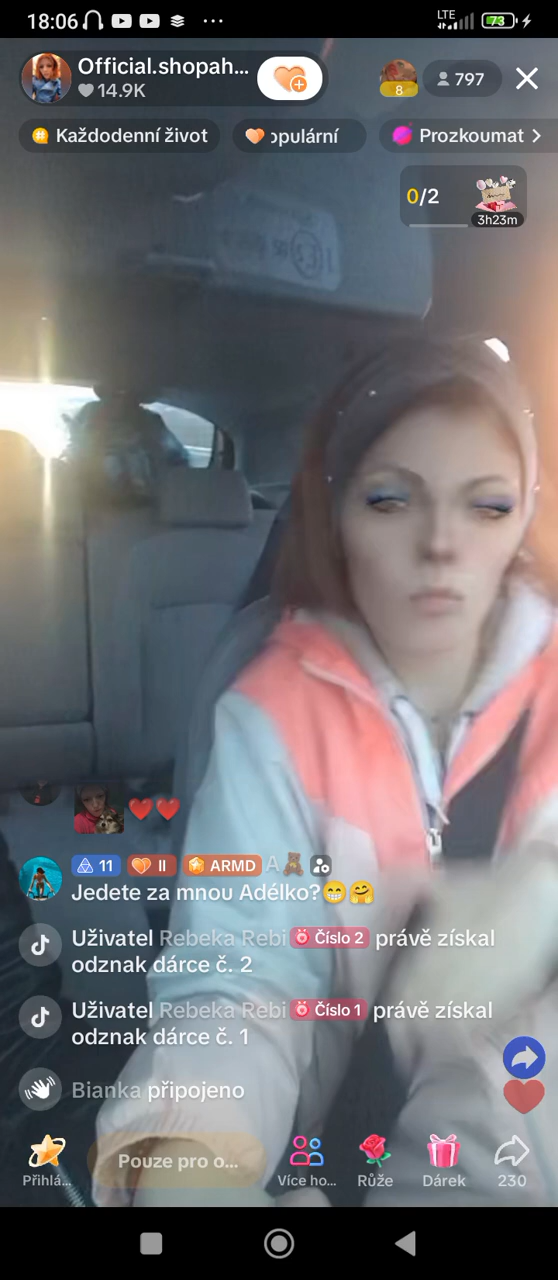 18:06
LTE
73
Official.shopah...
14.9K
8
797
Každodenní život
opulární
Prozkoumat
0/2
3h23m
11
II
ARMD
A
Jedete za mnou Adélko?😁🤗
Uživatel Rebeka Rebi Číslo 2 právě získal
odznak dárce č. 2
Uživatel Rebeka Rebi Číslo 1 právě získal
odznak dárce č. 1
Bianka připojeno
Přihlá...
Pouze pro o...
Více ho...
Růže
Dárek
230